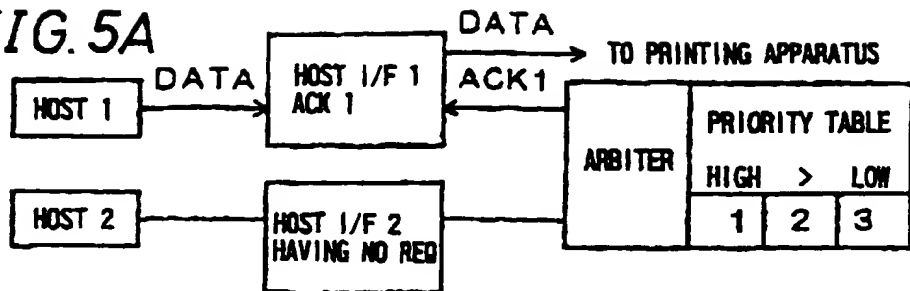 FIG. 5A
DATA
TO PRINTING APPARATUS
DATA
HOST I/F 1
ACK 1
ACK1
HOST 1
ARBITER
PRIORITY TABLE
HIGH > LOW
1 2 3
HOST 2
HOST I/F 2
HAVING NO REQ